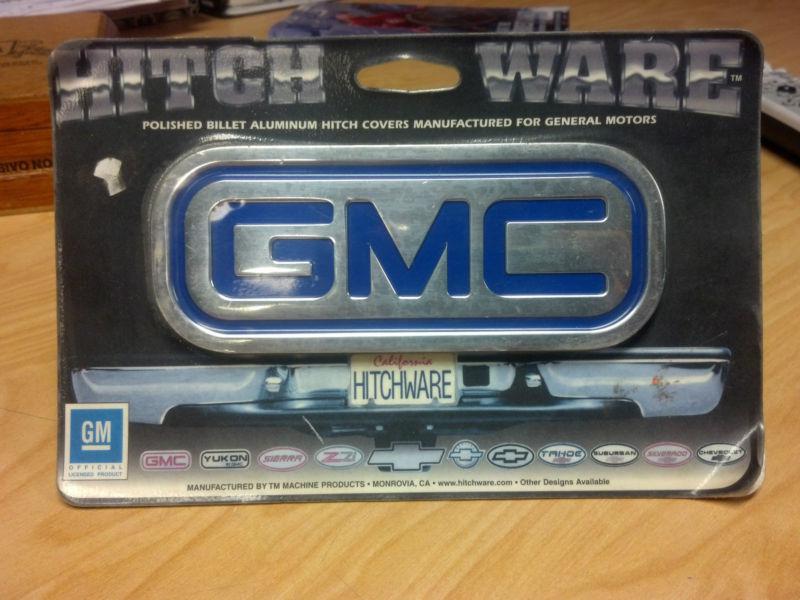 HITCH WARE™
POLISHED BILLET ALUMINUM HITCH COVERS MANUFACTURED FOR GENERAL MOTORS
GMC
California
HITCHWARE
GM
OFFICIAL
LICENSED PRODUCT
GMC YUKON SIERRA Z71 TAHOE SUBURBAN SILVERADO CHEVROLET
MANUFACTURED BY TM MACHINE PRODUCTS • MONROVIA, CA • www.hitchware.com • Other Designs Available